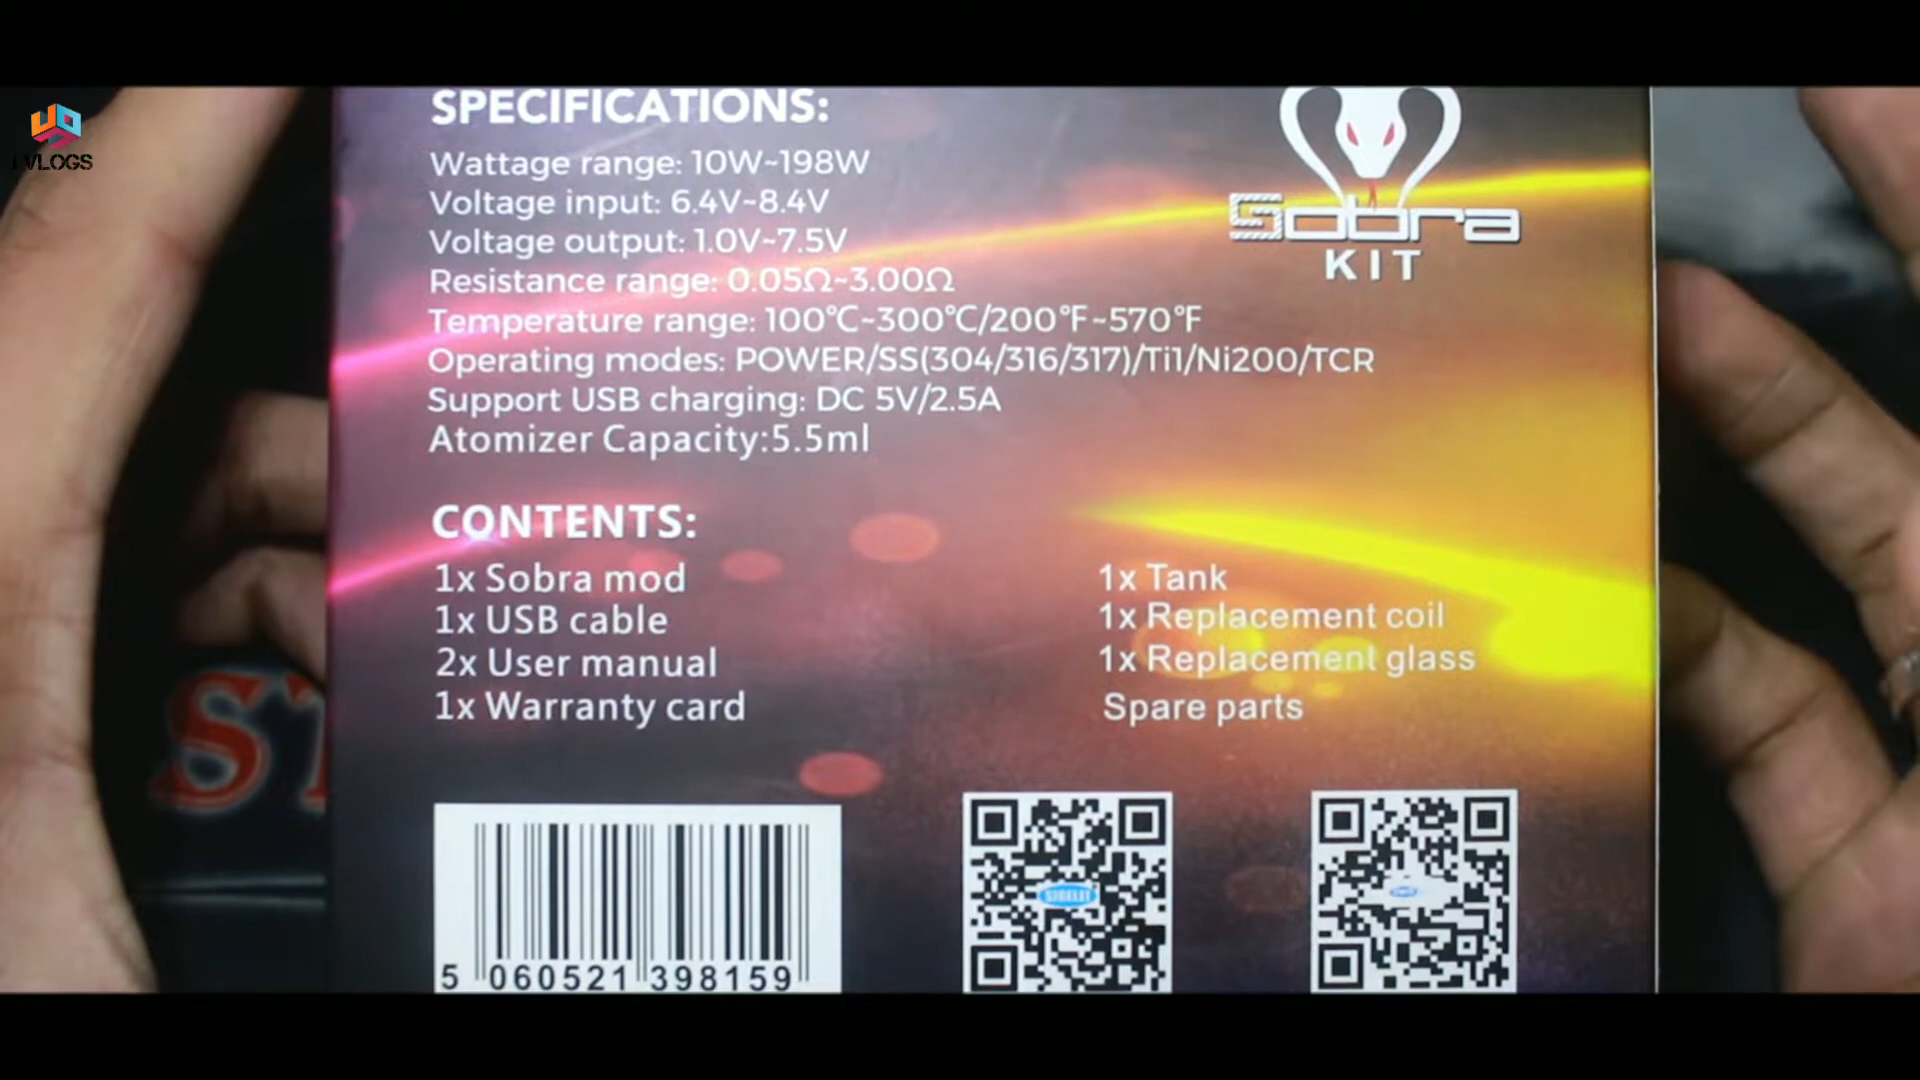 VLOGS
SPECIFICATIONS:
Wattage range: 10W~198W
Voltage input: 6.4V~8.4V
Voltage output: 1.0V~7.5V
Resistance range: 0.05Ω~3.00Ω
Temperature range: 100℃~300℃/200℉~570℉
Operating modes: POWER/SS(304/316/317)/Ti1/Ni200/TCR
Support USB charging: DC 5V/2.5A
Atomizer Capacity:5.5ml
Sobra
KIT
CONTENTS:
1x Sobra mod
1x USB cable
2x User manual
1x Warranty card
1x Tank
1x Replacement coil
1x Replacement glass
Spare parts
5 060521 398159
SIGELEI